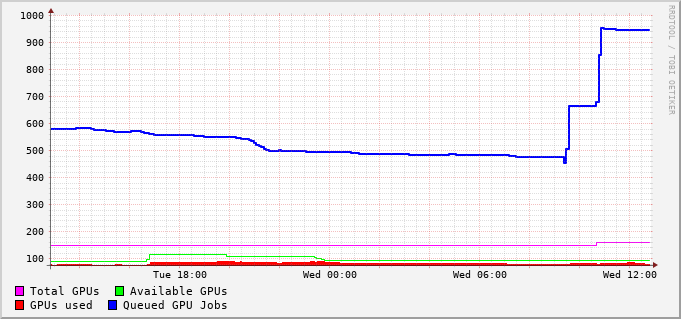 1000
900
800
700
600
500
400
300
200
100
Tue 18:00 Wed 00:00 Wed 06:00 Wed 12:00
Total GPUs Available GPUs
GPUs used Queued GPU Jobs
RRDTOOL / TOBI OETIKER